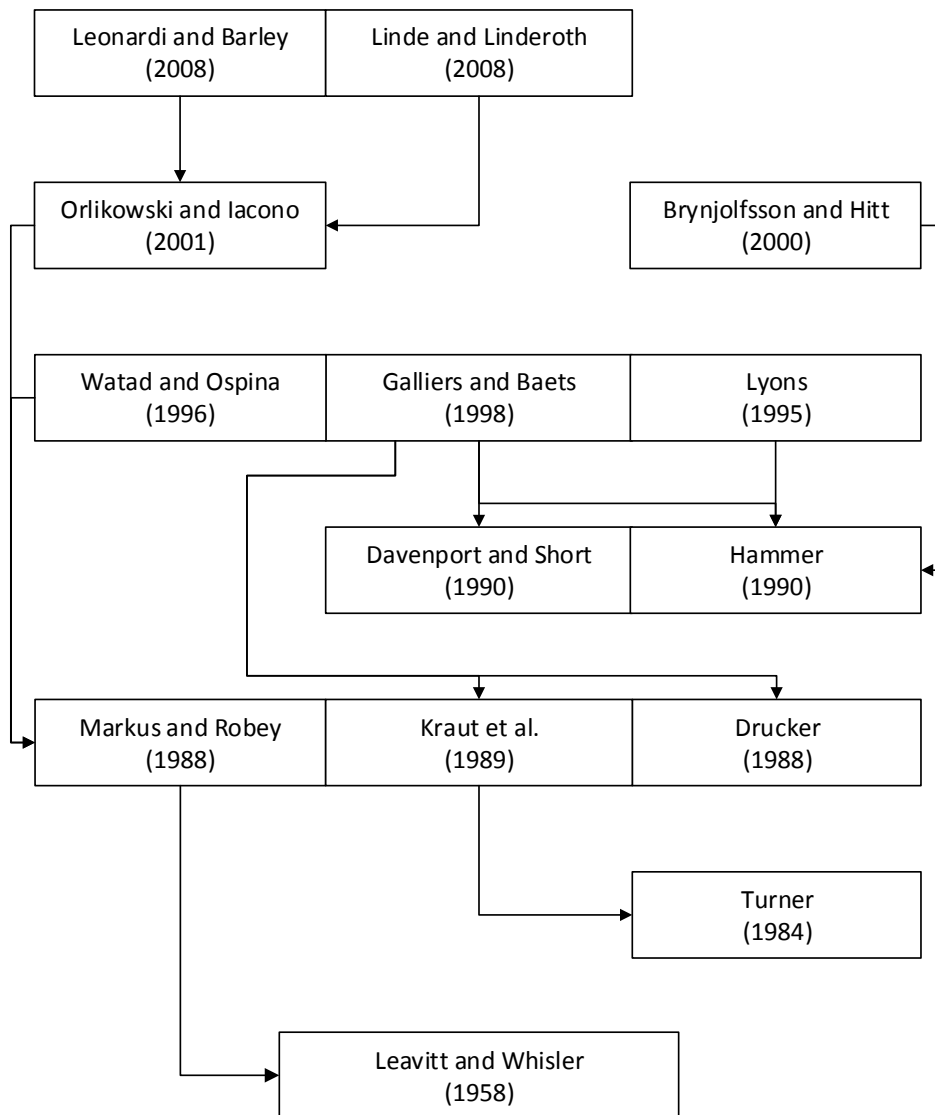 Leonardi and Barley
(2008)
Linde and Linderoth
(2008)
Orlikowski and Iacono
(2001)
Brynjolfsson and Hitt
(2000)
Watad and Ospina
(1996)
Galliers and Baets
(1998)
Lyons
(1995)
Davenport and Short
(1990)
Hammer
(1990)
Markus and Robey
(1988)
Kraut et al.
(1989)
Drucker
(1988)
Turner
(1984)
Leavitt and Whisler
(1958)